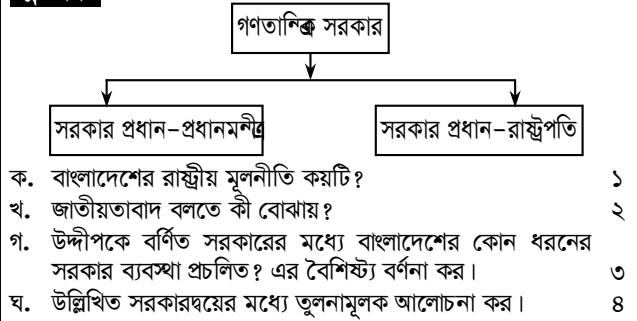 গণতান্ত্রিক সরকার
সরকার প্রধান–প্রধানমন্ত্রী
সরকার প্রধান–রাষ্ট্রপতি
ক. বাংলাদেশের রাষ্ট্রীয় মূলনীতি কয়টি? ১
খ. জাতীয়তাবাদ বলতে কী বোঝায়? ২
গ. উদ্দীপকে বর্ণিত সরকারের মধ্যে বাংলাদেশের কোন ধরনের
সরকার ব্যবস্থা প্রচলিত? এর বৈশিষ্ট্য বর্ণনা কর। ৩
ঘ. উল্লিখিত সরকারদ্বয়ের মধ্যে তুলনামূলক আলোচনা কর। ৪